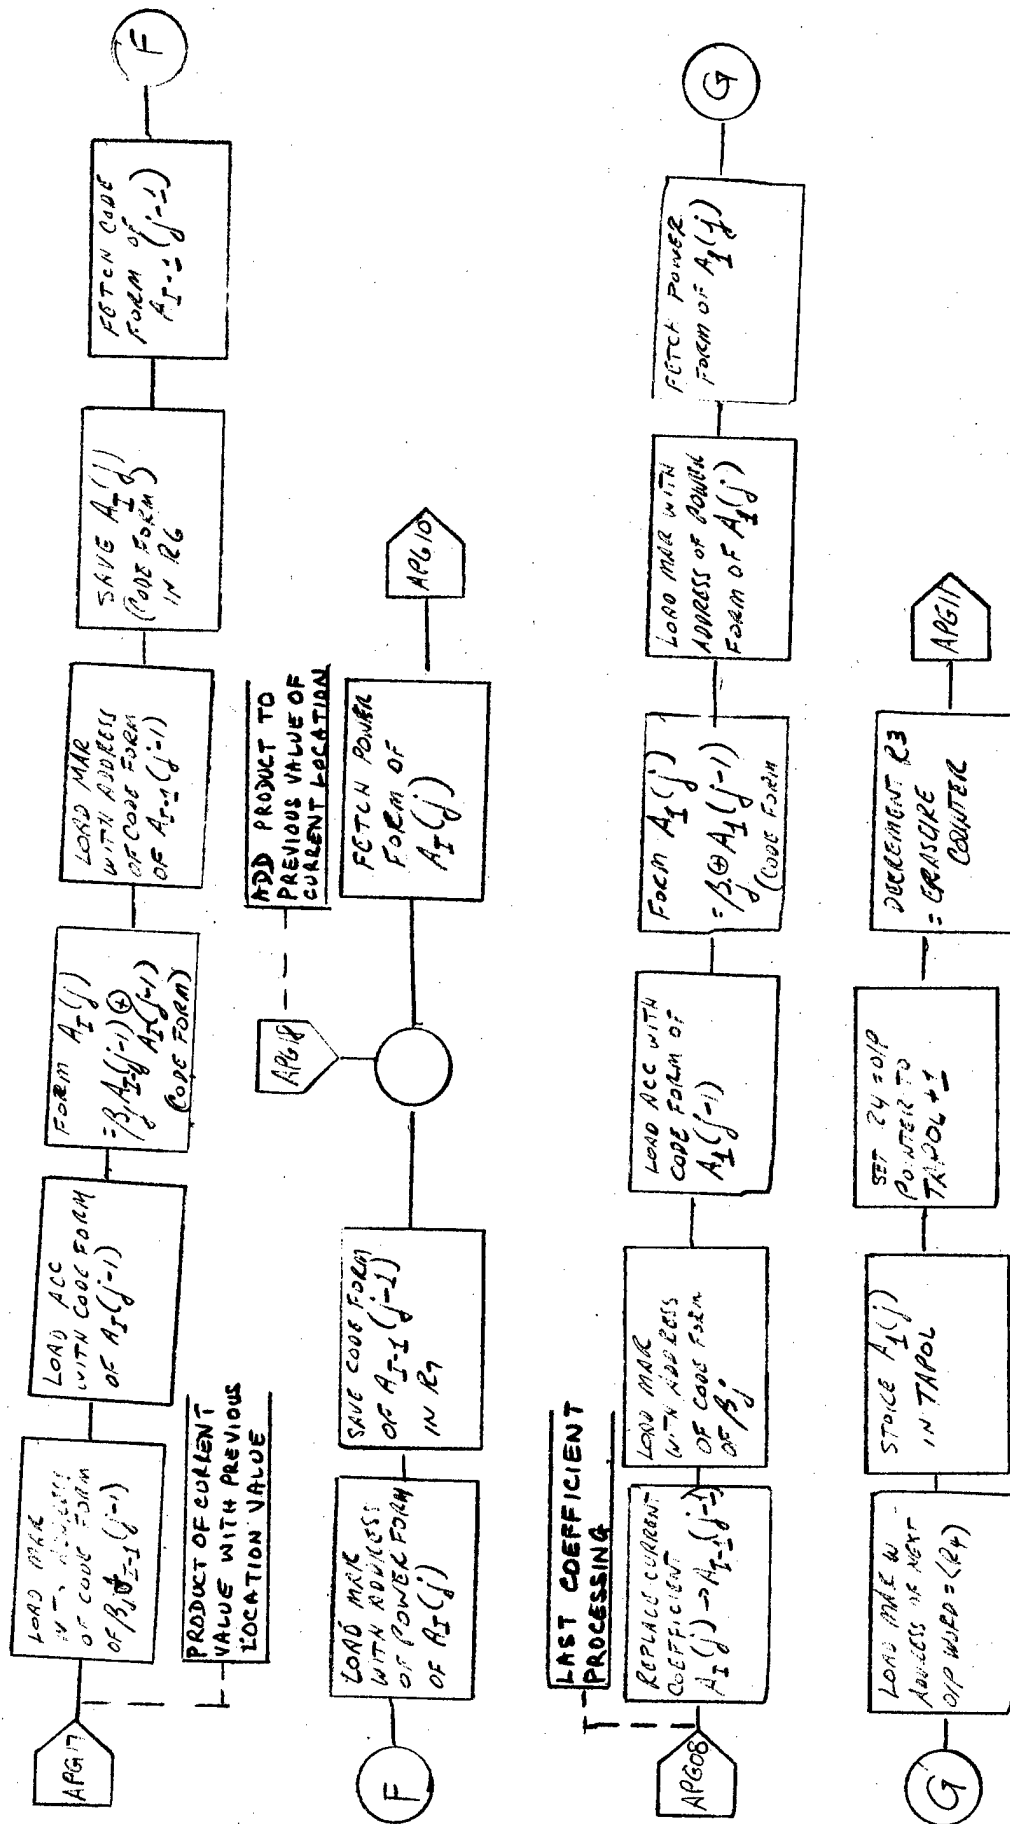 APG17
LOAD MAR
OF CODE FORM
OF βj AI-1(j-1)
LOAD ACC
WITH CODE FORM
OF AI(j-1)
FORM AI(j)
= βj AI-1(j-1) ⊕
AI(j-1)
(CODE FORM)
LOAD MAR
WITH ADDRESS
OF CODE FORM
OF AI-1(j-1)
SAVE AI(j)
(CODE FORM)
IN R6
FETCH CODE
FORM OF
AI-1(j-1)
F
PRODUCT OF CURRENT
VALUE WITH PREVIOUS
LOCATION VALUE
F
LOAD MAR
WITH ADDRESS
OF POWER FORM
OF AI(j)
SAVE CODE FORM
OF AI-1(j-1)
IN R7
APG18
ADD PRODUCT TO
PREVIOUS VALUE OF
CURRENT LOCATION
FETCH POWER
FORM OF
AI(j)
APG10
LAST COEFFICIENT
PROCESSING
APG08
REPLACE CURRENT
COEFFICIENT
AI(j) → AI-1(j-1)
LOAD MAR
WITH ADDRESS
OF CODE FORM
OF βj
LOAD ACC WITH
CODE FORM OF
A1(j-1)
FORM A1(j)
= βj ⊕ A1(j-1)
(CODE FORM
LOAD MAR WITH
ADDRESS OF POWER
FORM OF A1(j)
FETCH POWER
FORM OF A1(j)
G
G
LOAD MAR W-
ADDRESS OF NEXT
O/P WORD = (R4)
STORE A1(j)
IN TAPOL
SET R4 = O/P
POINTER TO
TAPOL + 1
DECREMENT R3
= ERASURE
COUNTER
APG11